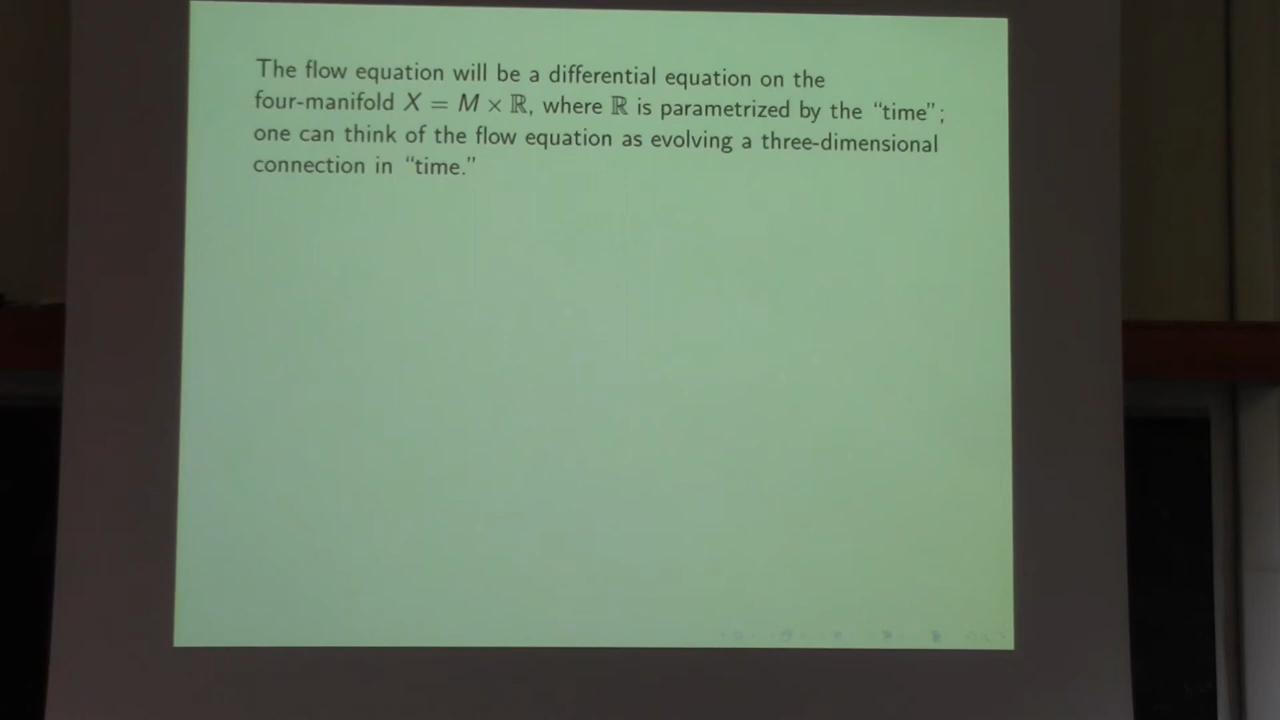 The flow equation will be a differential equation on the
four-manifold X = M × ℝ, where ℝ is parametrized by the “time”;
one can think of the flow equation as evolving a three-dimensional
connection in “time.”